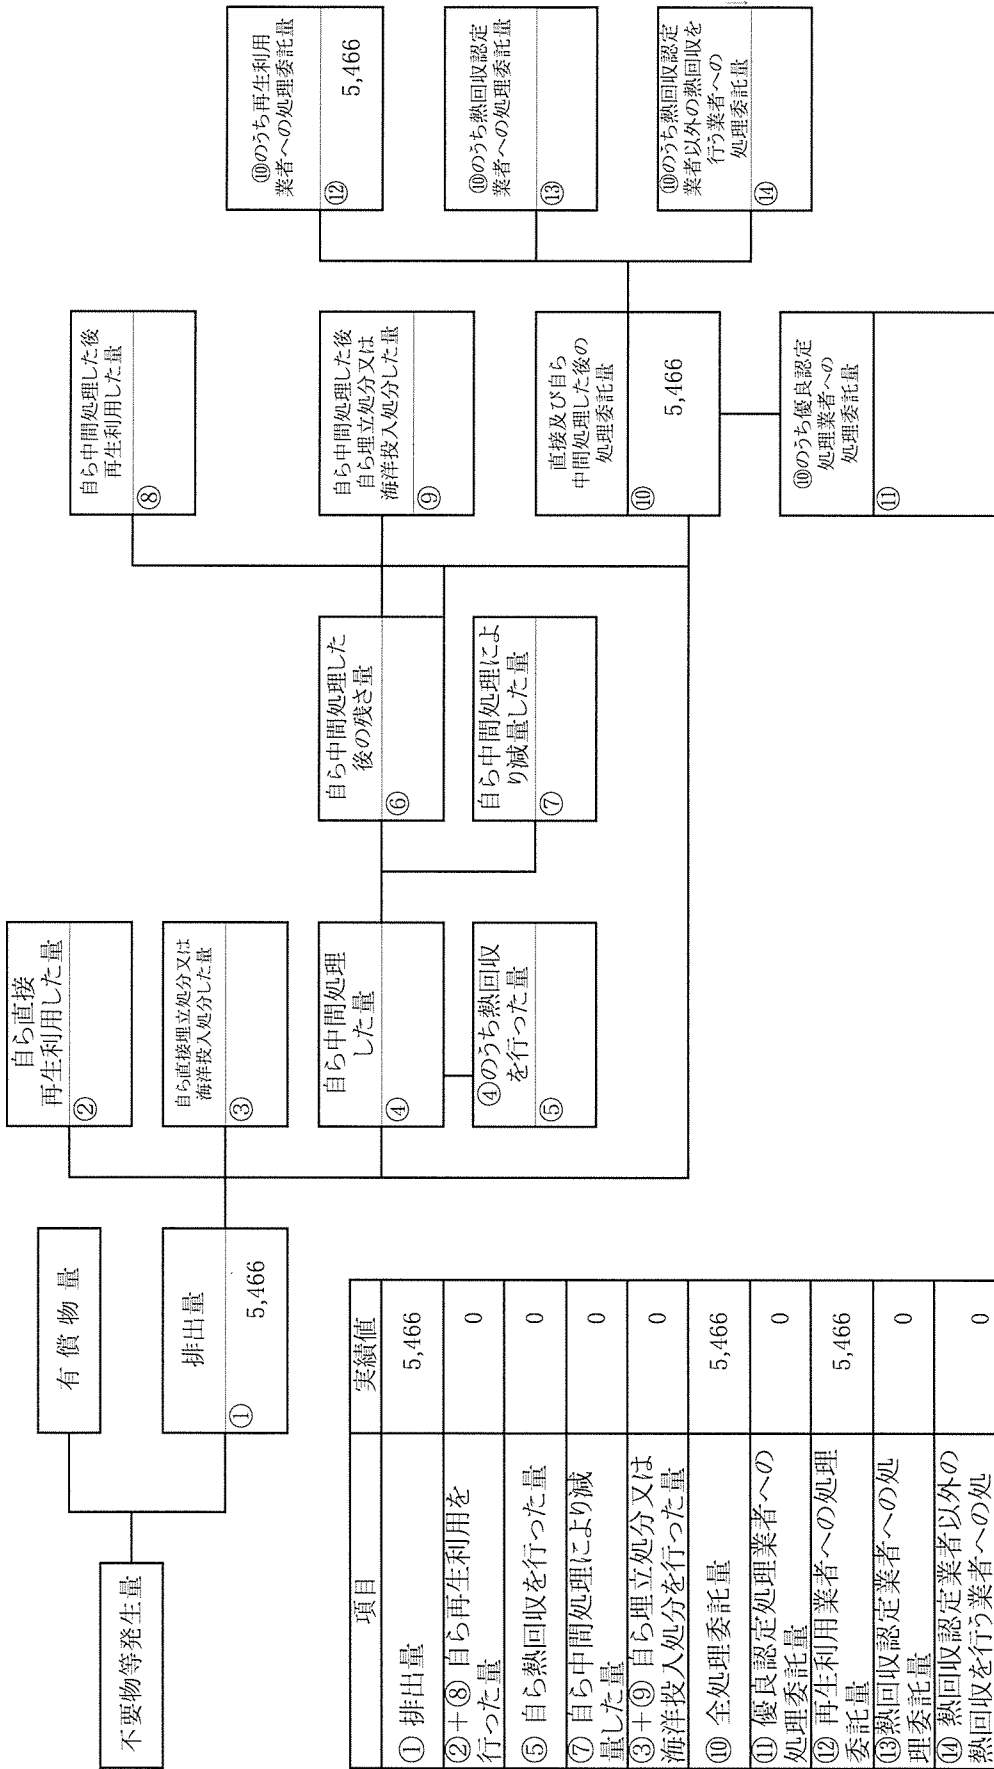 不要物等発生量
有 償 物 量
排出量
①
5,466
自ら直接
再生利用した量
②
自ら直接埋立処分又は
海洋投入処分した量
③
自ら中間処理
した量
④
④のうち熱回収
を行った量
⑤
自ら中間処理した
後の残さ量
⑥
自ら中間処理によ
り減量した量
⑦
自ら中間処理した後
再生利用した量
⑧
自ら中間処理した後
自ら埋立処分又は
海洋投入処分した量
⑨
直接及び自ら
中間処理した後の
処理委託量
⑩
5,466
⑩のうち優良認定
処理業者への
処理委託量
⑪
⑩のうち再生利用
業者への処理委託量
⑫
5,466
⑩のうち熱回収認定
業者への処理委託量
⑬
⑩のうち熱回収認定
業者以外の熱回収を
行う業者への
処理委託量
⑭
項目 実績値
① 排出量 5,466
②+⑧ 自ら再生利用を
行った量 0
⑤ 自ら熱回収を行った量 0
⑦ 自ら中間処理により減
量した量 0
③+⑨ 自ら埋立処分又は
海洋投入処分を行った量 0
⑩ 全処理委託量 5,466
⑪ 優良認定処理業者への
処理委託量 0
⑫ 再生利用業者への処理
委託量 5,466
⑬熱回収認定業者への処
理委託量 0
⑭ 熱回収認定業者以外の
熱回収を行う業者への処 0